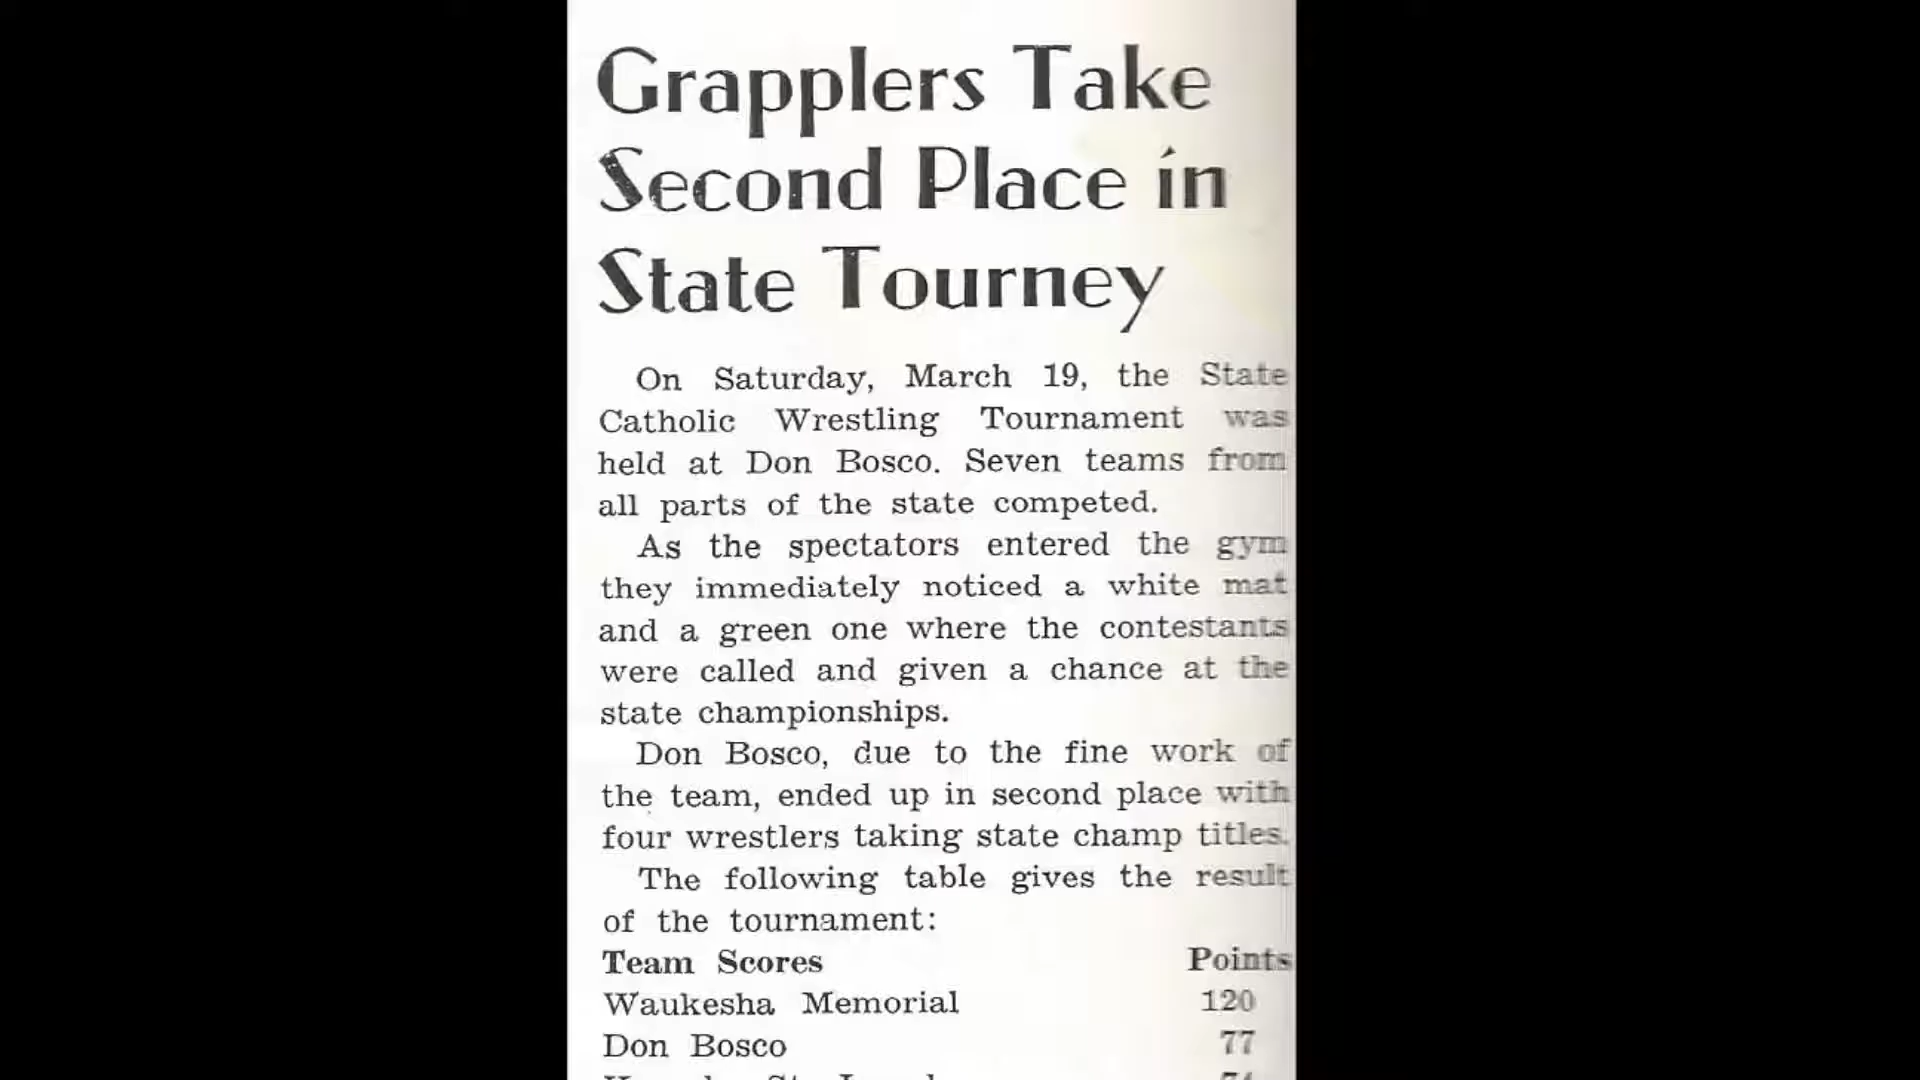 Grapplers Take
Second Place in
State Tourney
On Saturday, March 19, the State
Catholic Wrestling Tournament was
held at Don Bosco. Seven teams from
all parts of the state competed.
As the spectators entered the gym
they immediately noticed a white mat
and a green one where the contestants
were called and given a chance at the
state championships.
Don Bosco, due to the fine work of
the team, ended up in second place with
four wrestlers taking state champ titles.
The following table gives the result
of the tournament:
Team Scores Points
Waukesha Memorial 120
Don Bosco 77